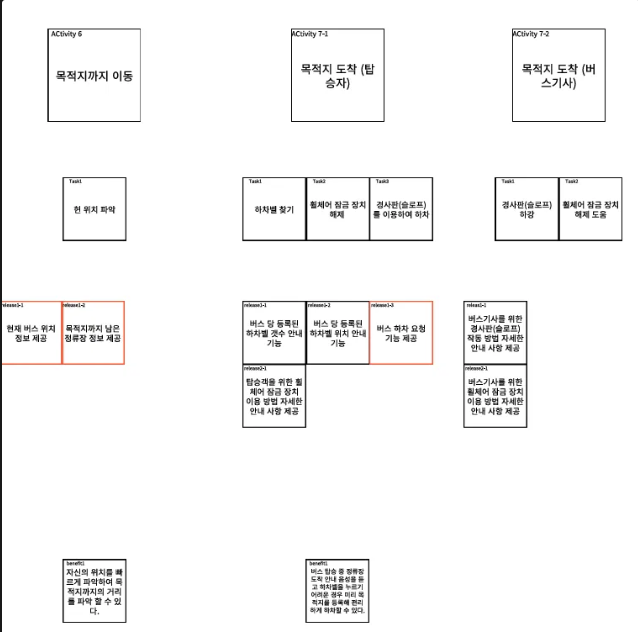 ACtivity 6
목적지까지 이동
ACtivity 7-1
목적지 도착 (탑
승자)
ACtivity 7-2
목적지 도착 (버
스기사)
Task1
현 위치 파악
Task1
하차벨 찾기
Task2
휠체어 잠금 장치
해제
Task3
경사판(슬로프)
를 이용하여 하차
Task1
경사판(슬로프)
하강
Task2
휠체어 잠금 장치
해제 도움
release1-1
현재 버스 위치
정보 제공
release1-2
목적지까지 남은
정류장 정보 제공
release1-1
버스 당 등록된
하차벨 갯수 안내
기능
release1-2
버스 당 등록된
하차벨 위치 안내
기능
release1-3
버스 하차 요청
기능 제공
release2-1
탑승객을 위한 휠
체어 잠금 장치
이용 방법 자세한
안내 사항 제공
release1-1
버스기사를 위한
경사판(슬로프)
작동 방법 자세한
안내 사항 제공
release2-1
버스기사를 위한
휠체어 잠금 장치
이용 방법 자세한
안내 사항 제공
benefit1
자신의 위치를 빠
르게 파악하여 목
적지까지의 거리
를 파악 할 수 있
다.
benefit1
버스 탑승 중 정류장
도착 안내 음성을 듣
고 하차벨을 누르기
어려운 경우 미리 목
적지를 등록해 편리
하게 하차할 수 있다.